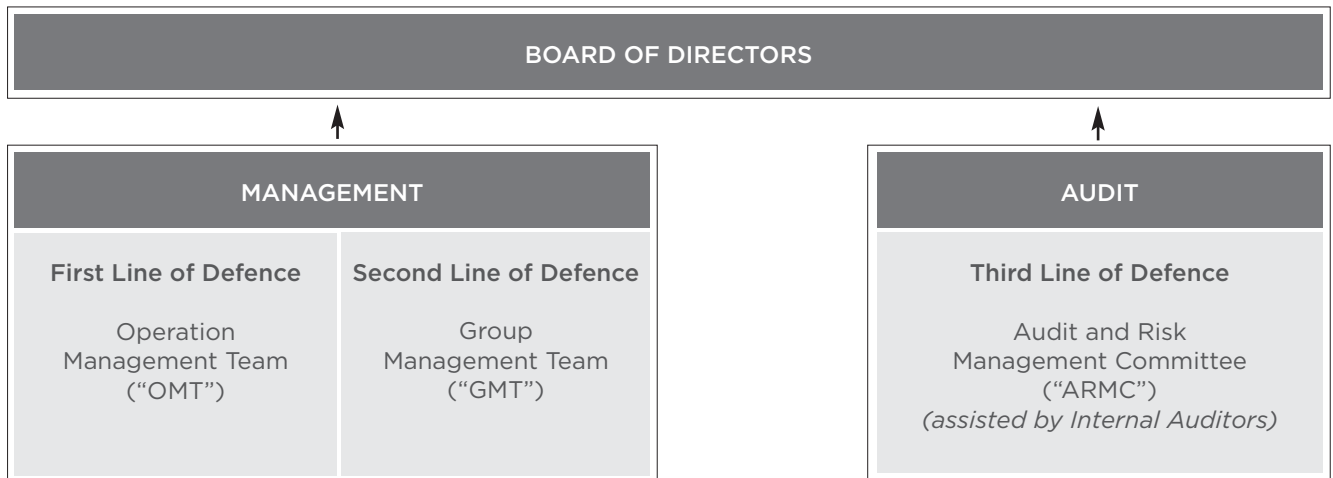 BOARD OF DIRECTORS
MANAGEMENT
First Line of Defence
Operation
Management Team
(“OMT”)
Second Line of Defence
Group
Management Team
(“GMT”)
AUDIT
Third Line of Defence
Audit and Risk
Management Committee
(“ARMC”)
(assisted by Internal Auditors)